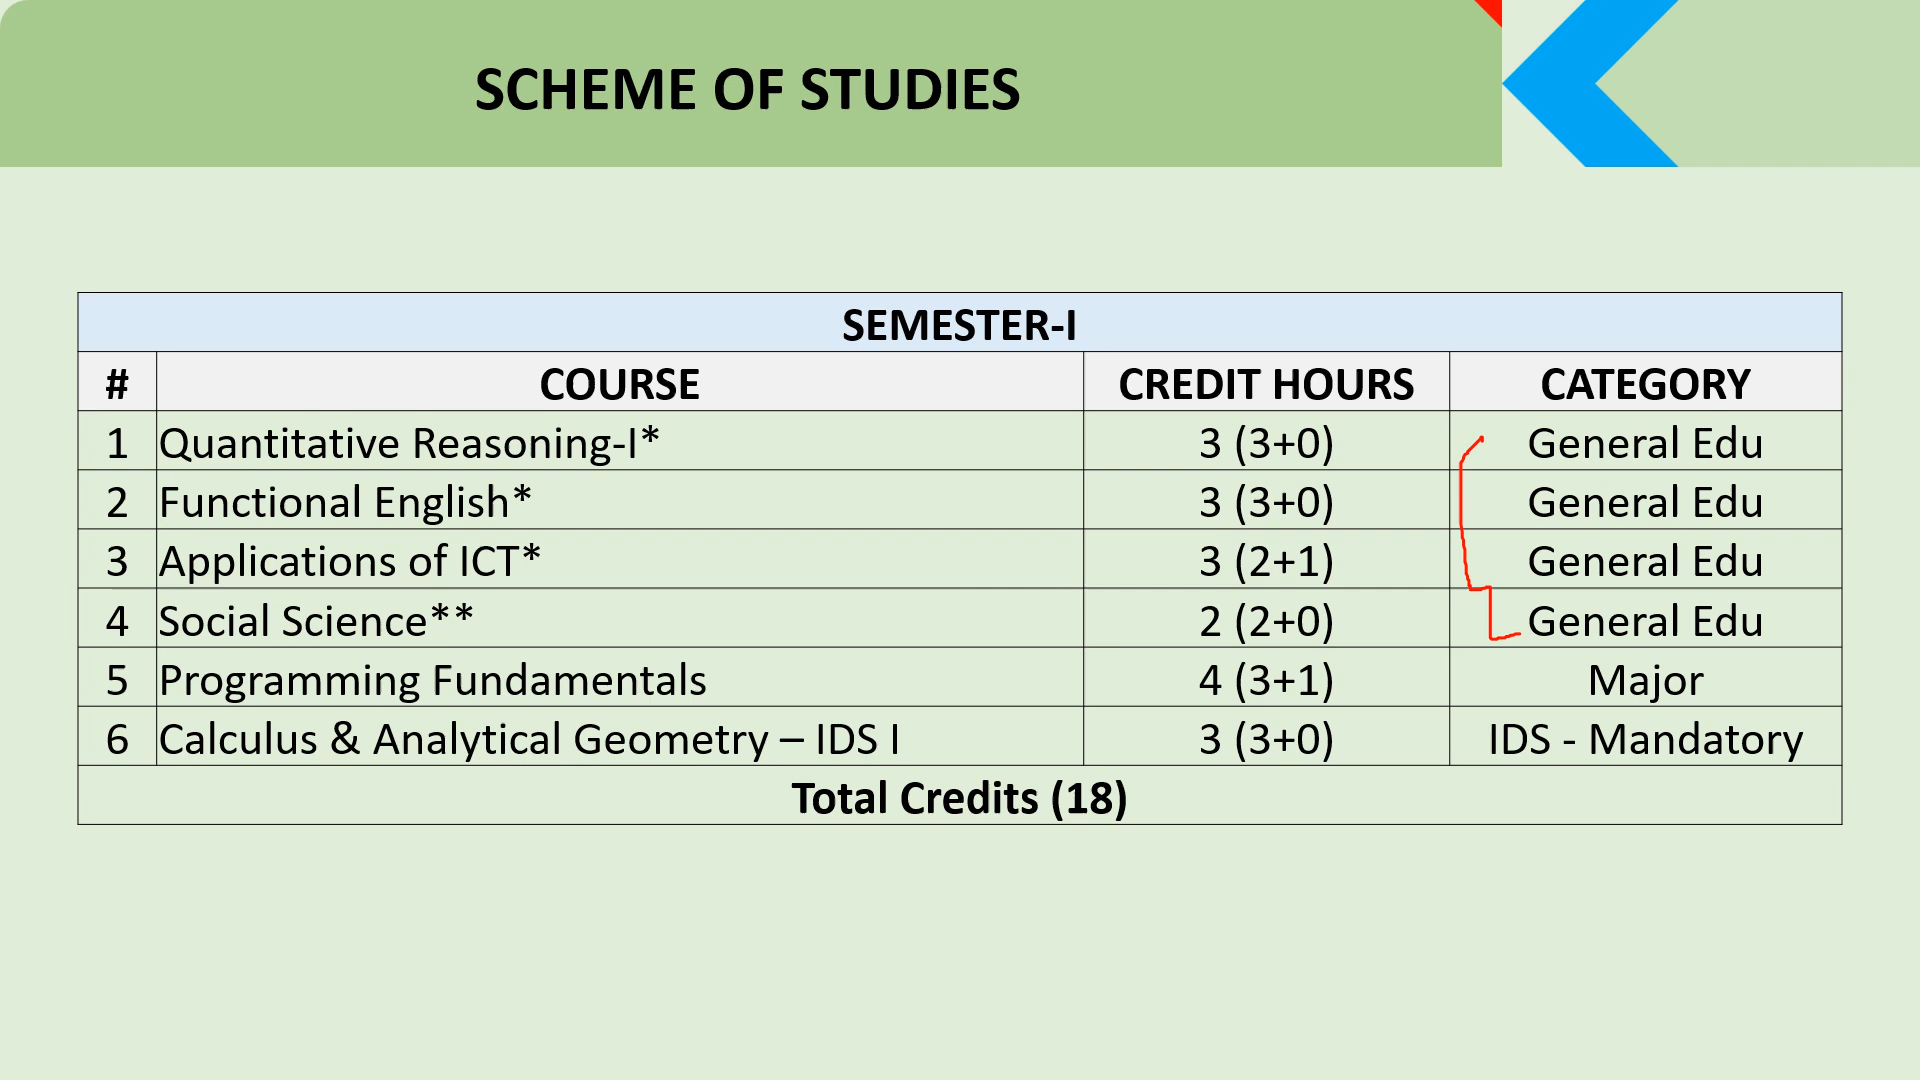 SCHEME OF STUDIES
SEMESTER-I
# COURSE CREDIT HOURS CATEGORY
1 Quantitative Reasoning-I* 3 (3+0) General Edu
2 Functional English* 3 (3+0) General Edu
3 Applications of ICT* 3 (2+1) General Edu
4 Social Science** 2 (2+0) General Edu
5 Programming Fundamentals 4 (3+1) Major
6 Calculus & Analytical Geometry – IDS I 3 (3+0) IDS - Mandatory
Total Credits (18)